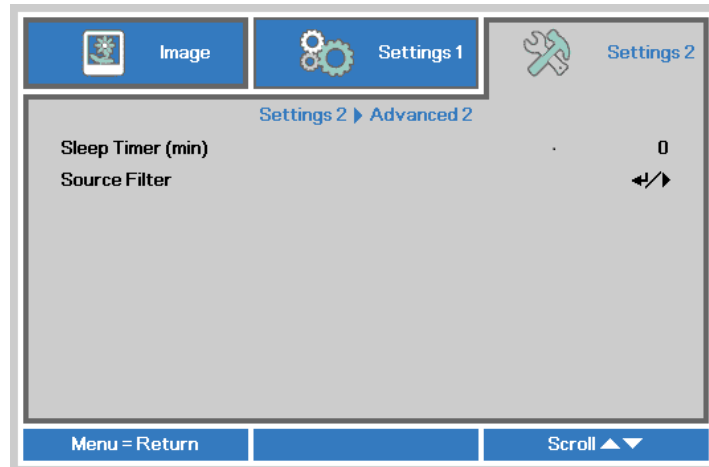 Image
Settings 1
Settings 2
Settings 2 ▶ Advanced 2
Sleep Timer (min) 0
Source Filter ↵/▶
Menu = Return
Scroll ▲▼